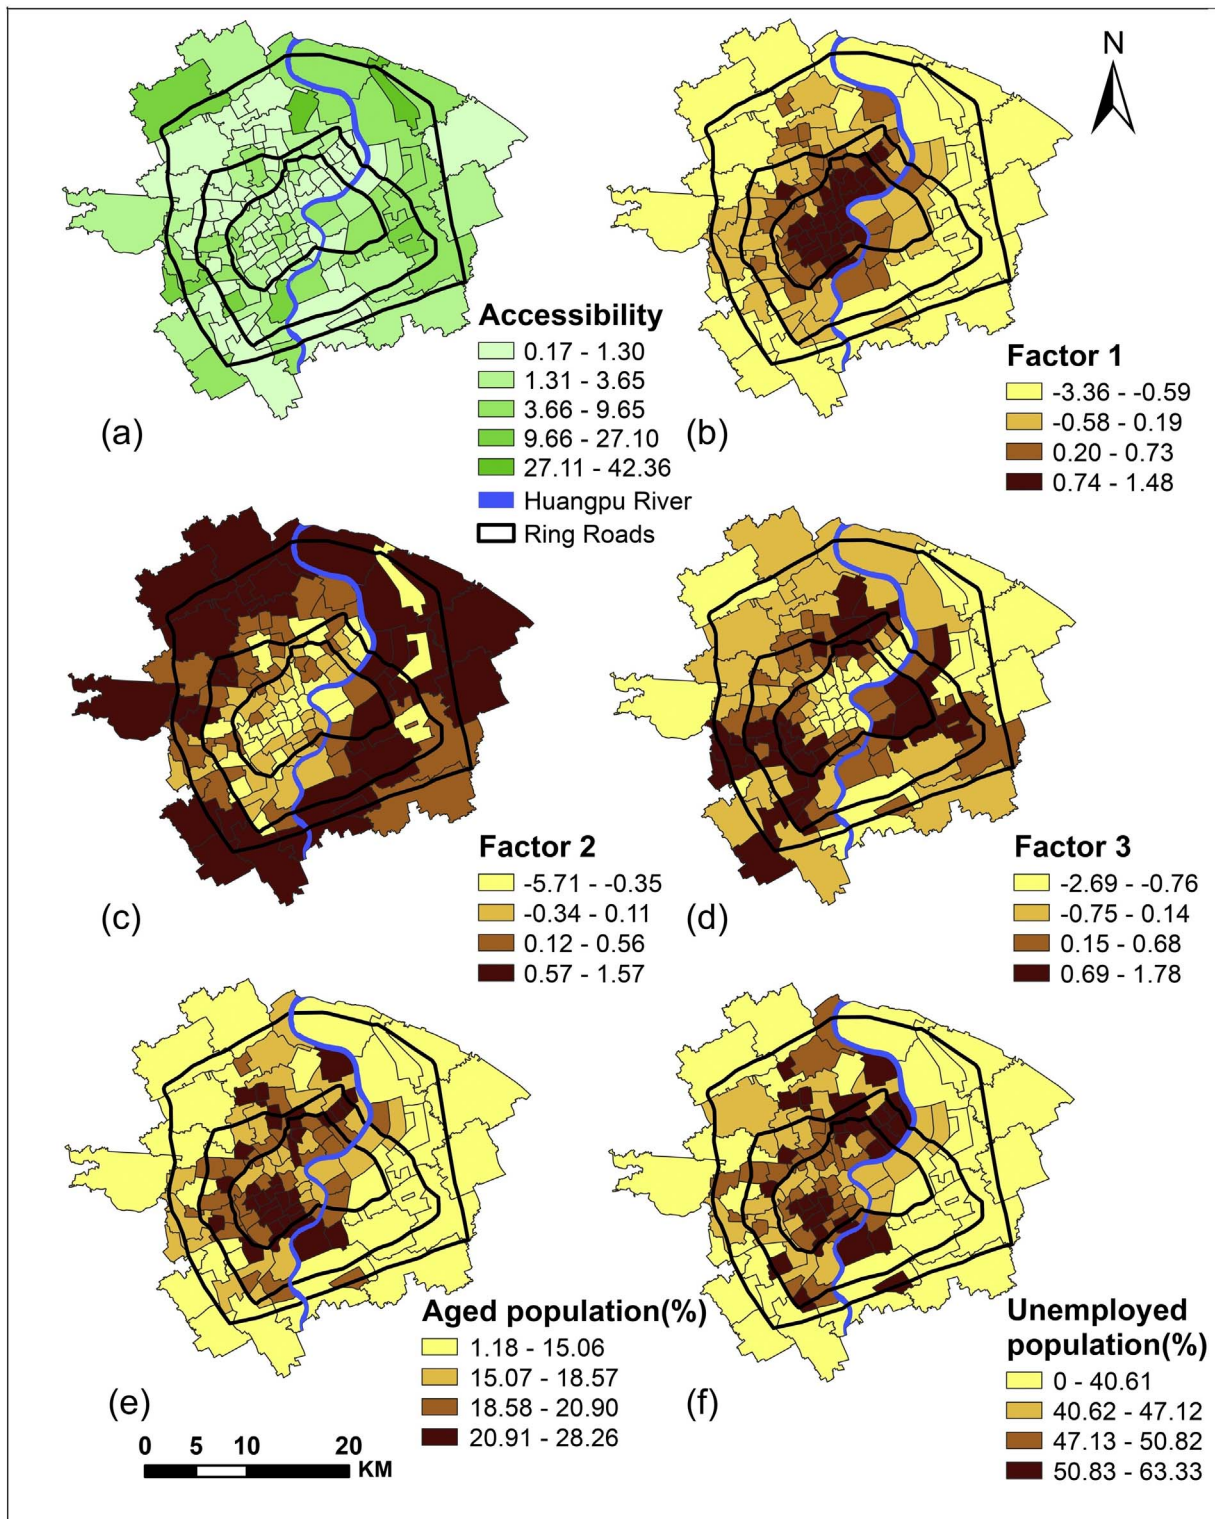 N
Accessibility
0.17 - 1.30
1.31 - 3.65
3.66 - 9.65
9.66 - 27.10
27.11 - 42.36
Huangpu River
Ring Roads
(a)
Factor 1
-3.36 - -0.59
-0.58 - 0.19
0.20 - 0.73
0.74 - 1.48
(b)
Factor 2
-5.71 - -0.35
-0.34 - 0.11
0.12 - 0.56
0.57 - 1.57
(c)
Factor 3
-2.69 - -0.76
-0.75 - 0.14
0.15 - 0.68
0.69 - 1.78
(d)
Aged population(%)
1.18 - 15.06
15.07 - 18.57
18.58 - 20.90
20.91 - 28.26
(e)
Unemployed
population(%)
0 - 40.61
40.62 - 47.12
47.13 - 50.82
50.83 - 63.33
(f)
0 5 10 20
KM